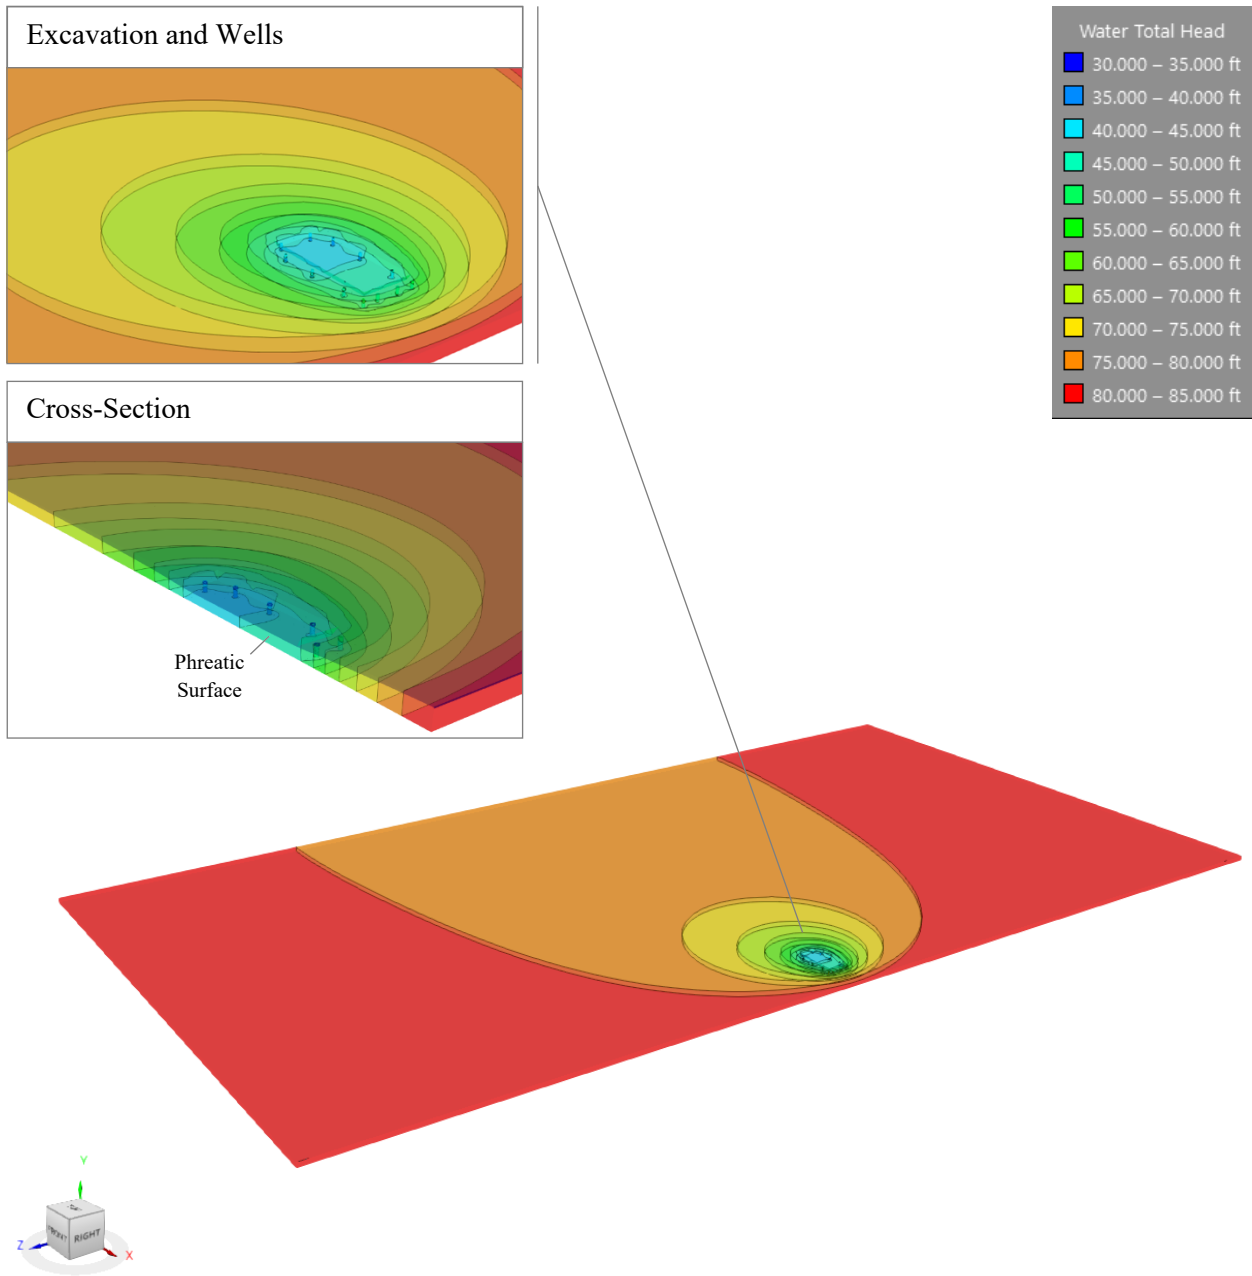 Excavation and Wells
Water Total Head
30.000 – 35.000 ft
35.000 – 40.000 ft
40.000 – 45.000 ft
45.000 – 50.000 ft
50.000 – 55.000 ft
55.000 – 60.000 ft
60.000 – 65.000 ft
65.000 – 70.000 ft
70.000 – 75.000 ft
75.000 – 80.000 ft
80.000 – 85.000 ft
Cross-Section
Phreatic
Surface
Y
FRONT
RIGHT
Z
X